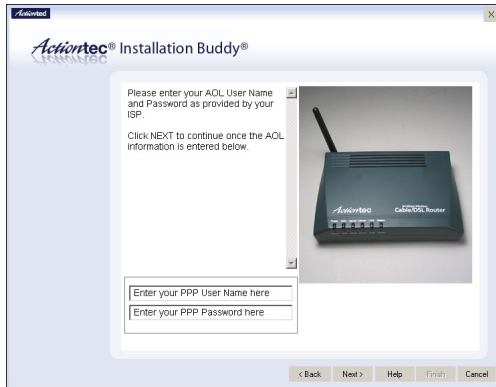 Actiontec
X
Actiontec® Installation Buddy®
Please enter your AOL User Name
and Password as provided by your
ISP.
Click NEXT to continue once the AOL
information is entered below.
Actiontec
Cable/DSL Router
Enter your PPP User Name here
Enter your PPP Password here
< Back Next > Help Finish Cancel